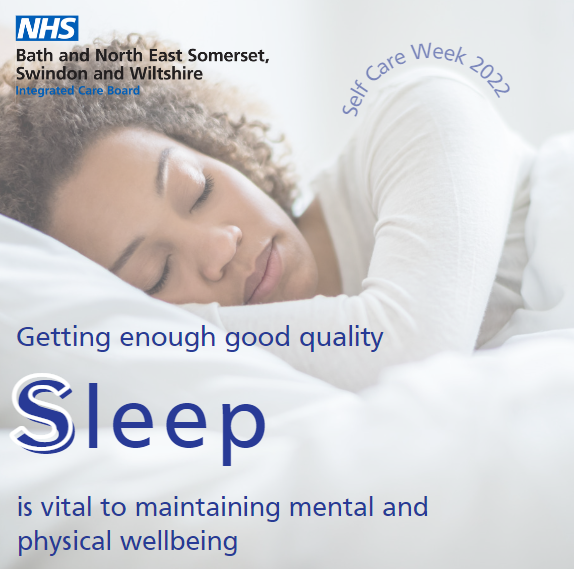 NHS
Bath and North East Somerset,
Swindon and Wiltshire
Integrated Care Board
Self Care Week 2022
Getting enough good quality
Sleep
is vital to maintaining mental and
physical wellbeing